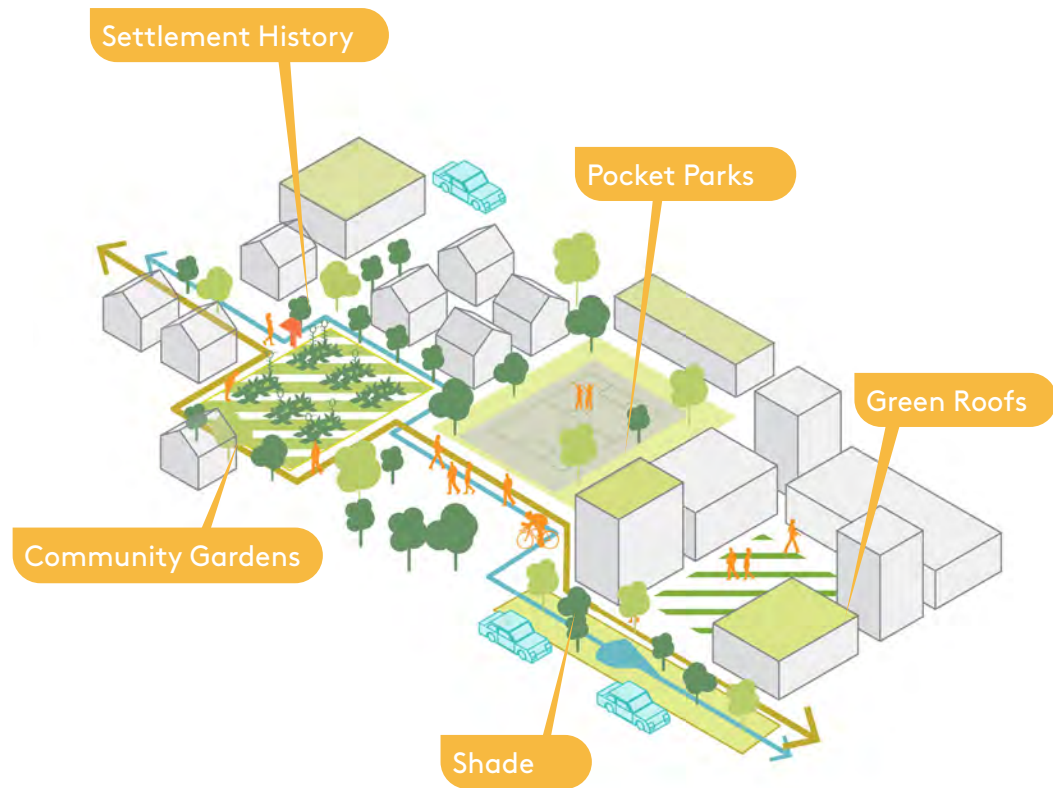 Settlement History
Pocket Parks
Green Roofs
Community Gardens
Shade